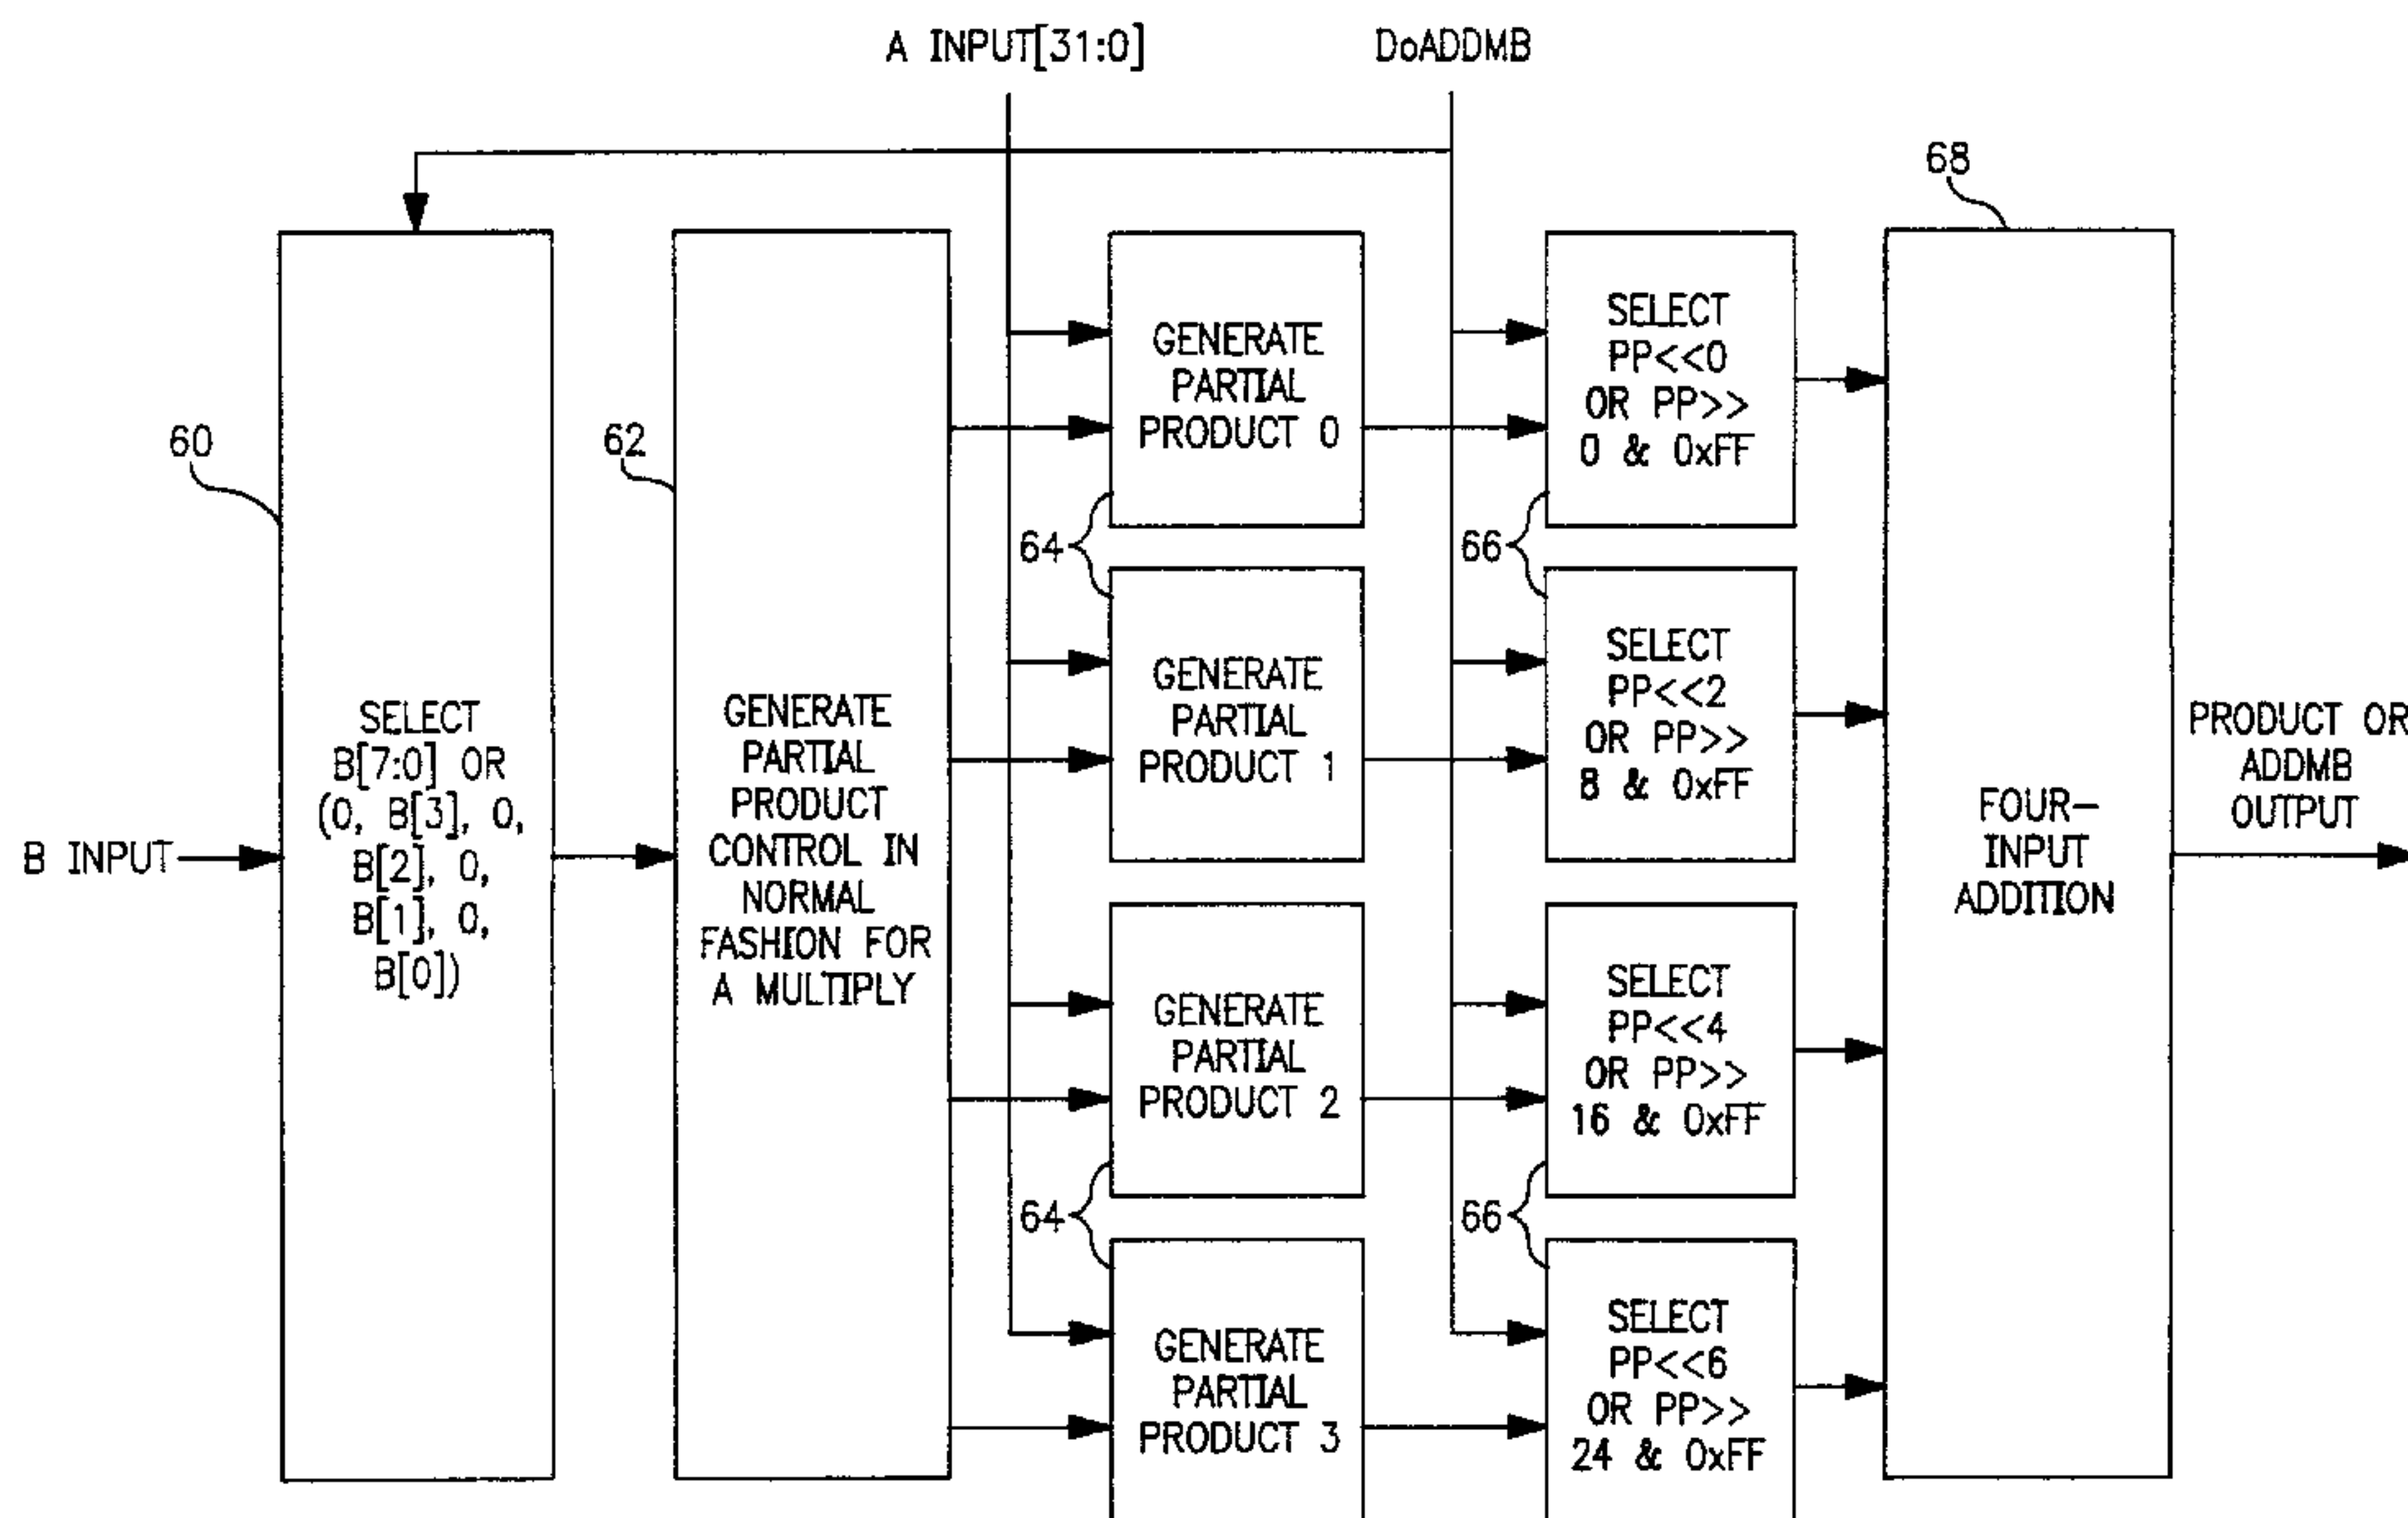 A INPUT[31:0]
DoADDMB
68
60
62
SELECT
B[7:0] OR
(0, B[3], 0,
B[2], 0,
B[1], 0,
B[0])
B INPUT
GENERATE
PARTIAL
PRODUCT
CONTROL IN
NORMAL
FASHION FOR
A MULTIPLY
GENERATE
PARTIAL
PRODUCT 0
64
GENERATE
PARTIAL
PRODUCT 1
GENERATE
PARTIAL
PRODUCT 2
64
GENERATE
PARTIAL
PRODUCT 3
SELECT
PP<<0
OR PP>>
0 & 0xFF
66
SELECT
PP<<2
OR PP>>
8 & 0xFF
SELECT
PP<<4
OR PP>>
16 & 0xFF
66
SELECT
PP<<6
OR PP>>
24 & 0xFF
FOUR-
INPUT
ADDITION
PRODUCT OR
ADDMB
OUTPUT